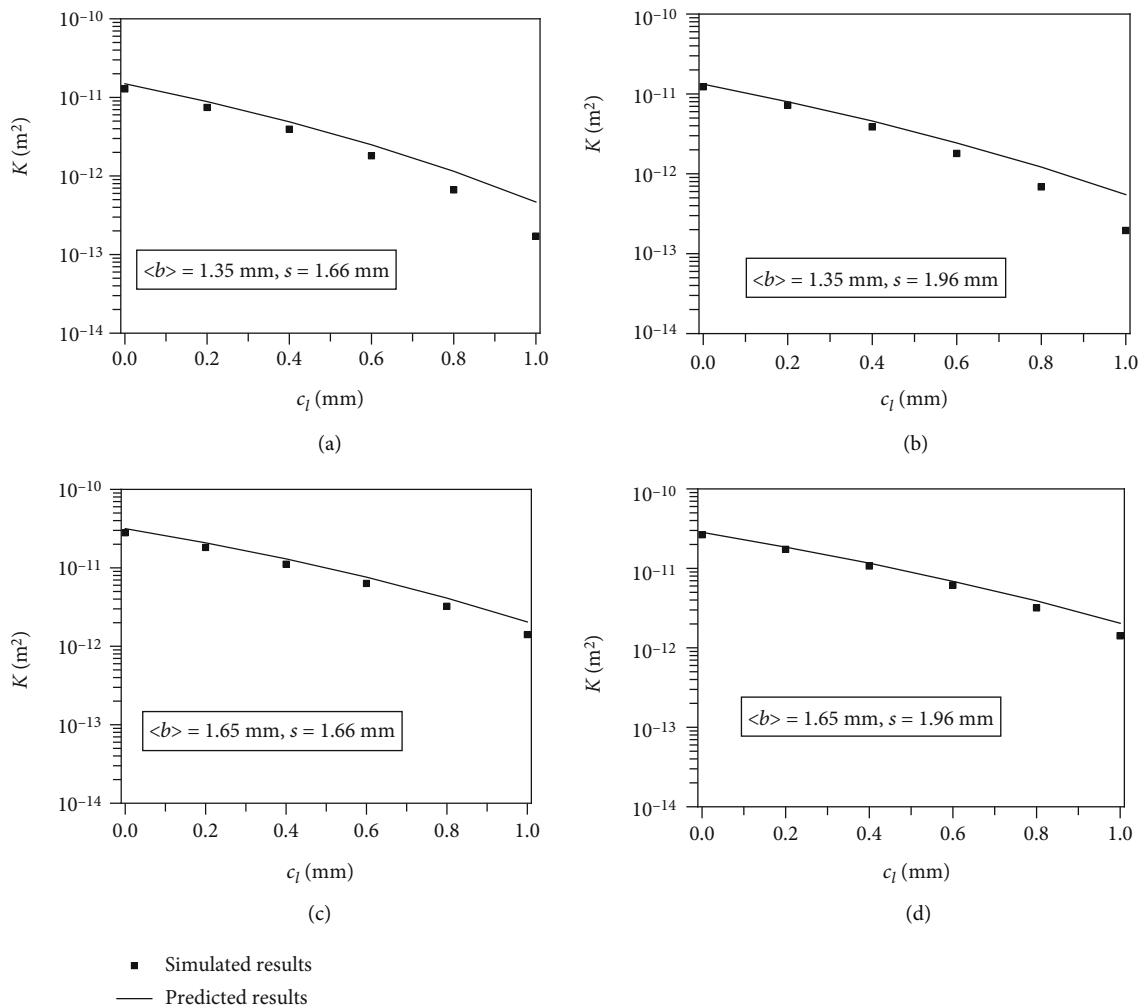 10⁻¹⁰
10⁻¹¹
10⁻¹²
10⁻¹³
10⁻¹⁴
K (m²)
<b> = 1.35 mm, s = 1.66 mm
0.0 0.2 0.4 0.6 0.8 1.0
c_l (mm)
(a)
10⁻¹⁰
10⁻¹¹
10⁻¹²
10⁻¹³
10⁻¹⁴
K (m²)
<b> = 1.35 mm, s = 1.96 mm
0.0 0.2 0.4 0.6 0.8 1.0
c_l (mm)
(b)
10⁻¹⁰
10⁻¹¹
10⁻¹²
10⁻¹³
10⁻¹⁴
K (m²)
<b> = 1.65 mm, s = 1.66 mm
0.0 0.2 0.4 0.6 0.8 1.0
c_l (mm)
(c)
10⁻¹⁰
10⁻¹¹
10⁻¹²
10⁻¹³
10⁻¹⁴
K (m²)
<b> = 1.65 mm, s = 1.96 mm
0.0 0.2 0.4 0.6 0.8 1.0
c_l (mm)
(d)
Simulated results
Predicted results